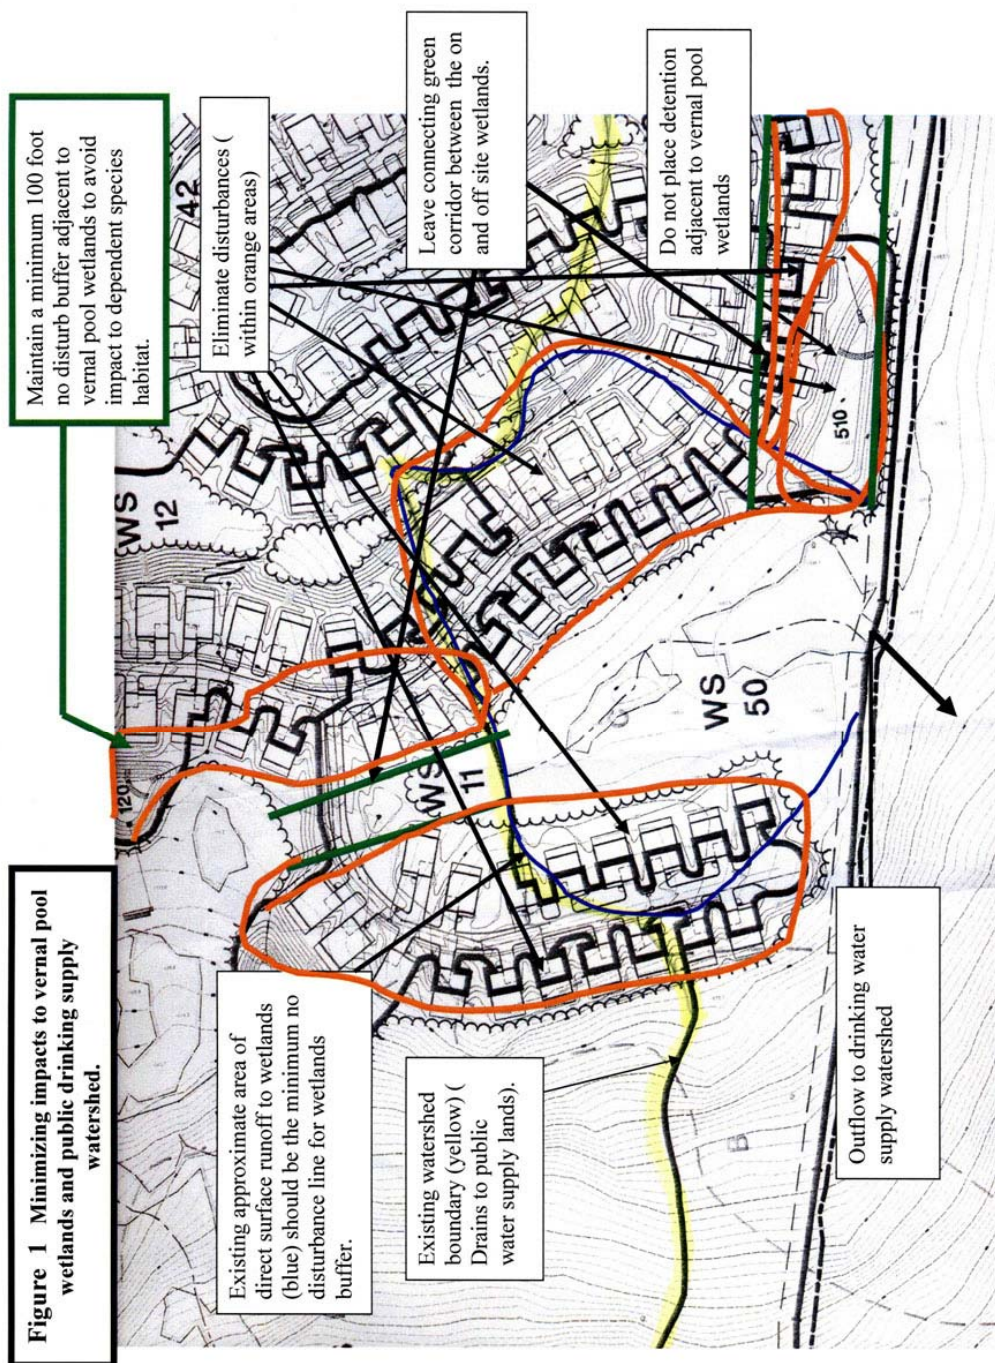 Figure 1 Minimizing impacts to vernal pool
wetlands and public drinking supply
watershed.
Maintain a minimum 100 foot
no disturb buffer adjacent to
vernal pool wetlands to avoid
impact to dependent species
habitat.
Eliminate disturbances (
within orange areas)
Leave connecting green
corridor between the on
and off site wetlands.
Do not place detention
adjacent to vernal pool
wetlands
Existing approximate area of
direct surface runoff to wetlands
(blue) should be the minimum no
disturbance line for wetlands
buffer.
Existing watershed
boundary (yellow) (
Drains to public
water supply lands).
Outflow to drinking water
supply watershed
120
WS
12
42
WS
11
WS
50
510